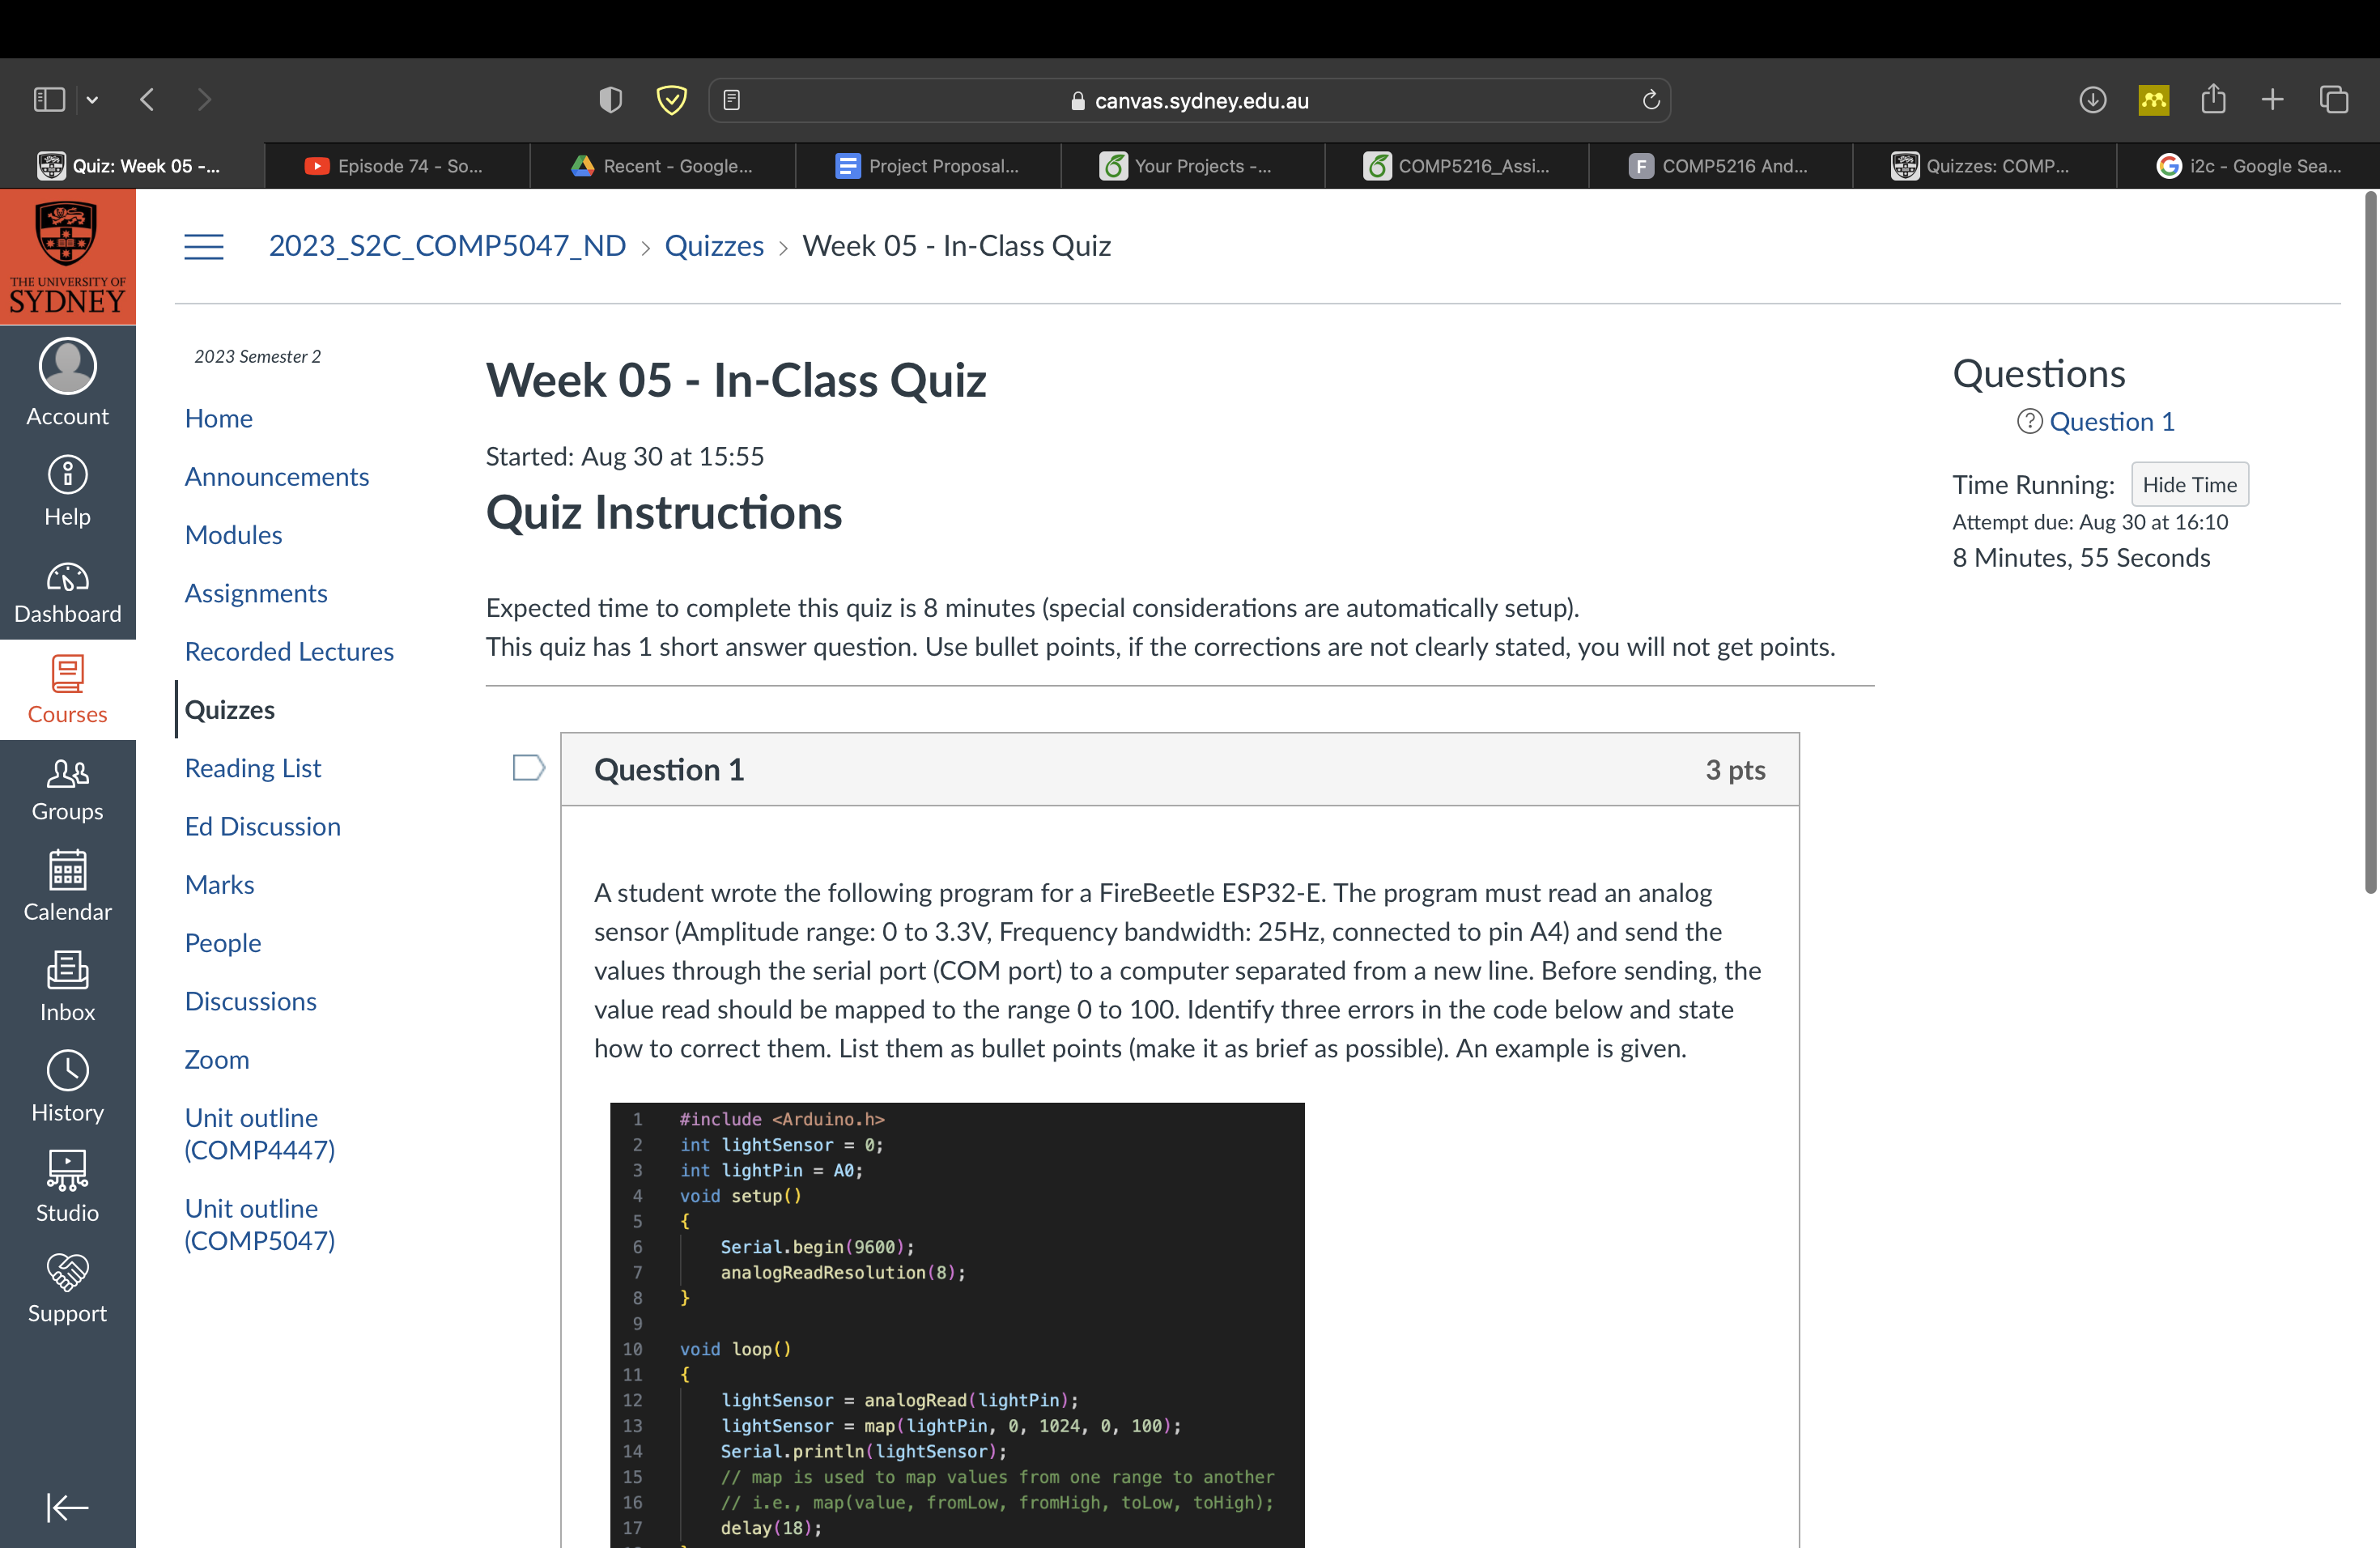 canvas.sydney.edu.au
Quiz: Week 05 -...
Episode 74 - So...
Recent - Google...
Project Proposal...
Your Projects -...
COMP5216_Assi...
F
COMP5216 And...
Quizzes: COMP...
i2c - Google Sea...
THE UNIVERSITY OF
SYDNEY
Account
Help
Dashboard
Courses
Groups
Calendar
Inbox
History
Studio
Support
2023_S2C_COMP5047_ND › Quizzes › Week 05 - In-Class Quiz
2023 Semester 2
Home
Announcements
Modules
Assignments
Recorded Lectures
Quizzes
Reading List
Ed Discussion
Marks
People
Discussions
Zoom
Unit outline
(COMP4447)
Unit outline
(COMP5047)
Week 05 - In-Class Quiz
Started: Aug 30 at 15:55
Quiz Instructions
Expected time to complete this quiz is 8 minutes (special considerations are automatically setup).
This quiz has 1 short answer question. Use bullet points, if the corrections are not clearly stated, you will not get points.
Question 1
3 pts
A student wrote the following program for a FireBeetle ESP32-E. The program must read an analog
sensor (Amplitude range: 0 to 3.3V, Frequency bandwidth: 25Hz, connected to pin A4) and send the
values through the serial port (COM port) to a computer separated from a new line. Before sending, the
value read should be mapped to the range 0 to 100. Identify three errors in the code below and state
how to correct them. List them as bullet points (make it as brief as possible). An example is given.
1 #include <Arduino.h>
2 int lightSensor = 0;
3 int lightPin = A0;
4 void setup()
5 {
6 Serial.begin(9600);
7 analogReadResolution(8);
8 }
9
10 void loop()
11 {
12 lightSensor = analogRead(lightPin);
13 lightSensor = map(lightPin, 0, 1024, 0, 100);
14 Serial.println(lightSensor);
15 // map is used to map values from one range to another
16 // i.e., map(value, fromLow, fromHigh, toLow, toHigh);
17 delay(18);
Questions
Question 1
Time Running:
Hide Time
Attempt due: Aug 30 at 16:10
8 Minutes, 55 Seconds